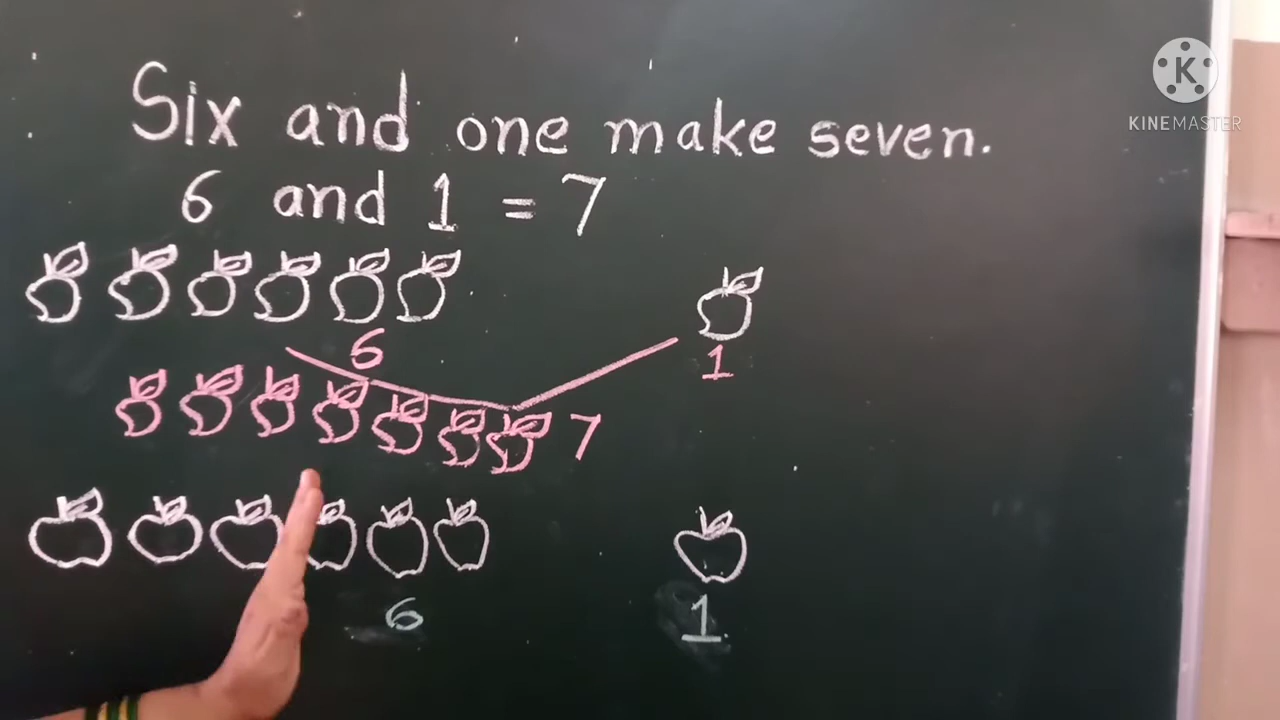 Six and one make seven.
6 and 1 = 7
6
1
7
6
1
K
KINEMASTER